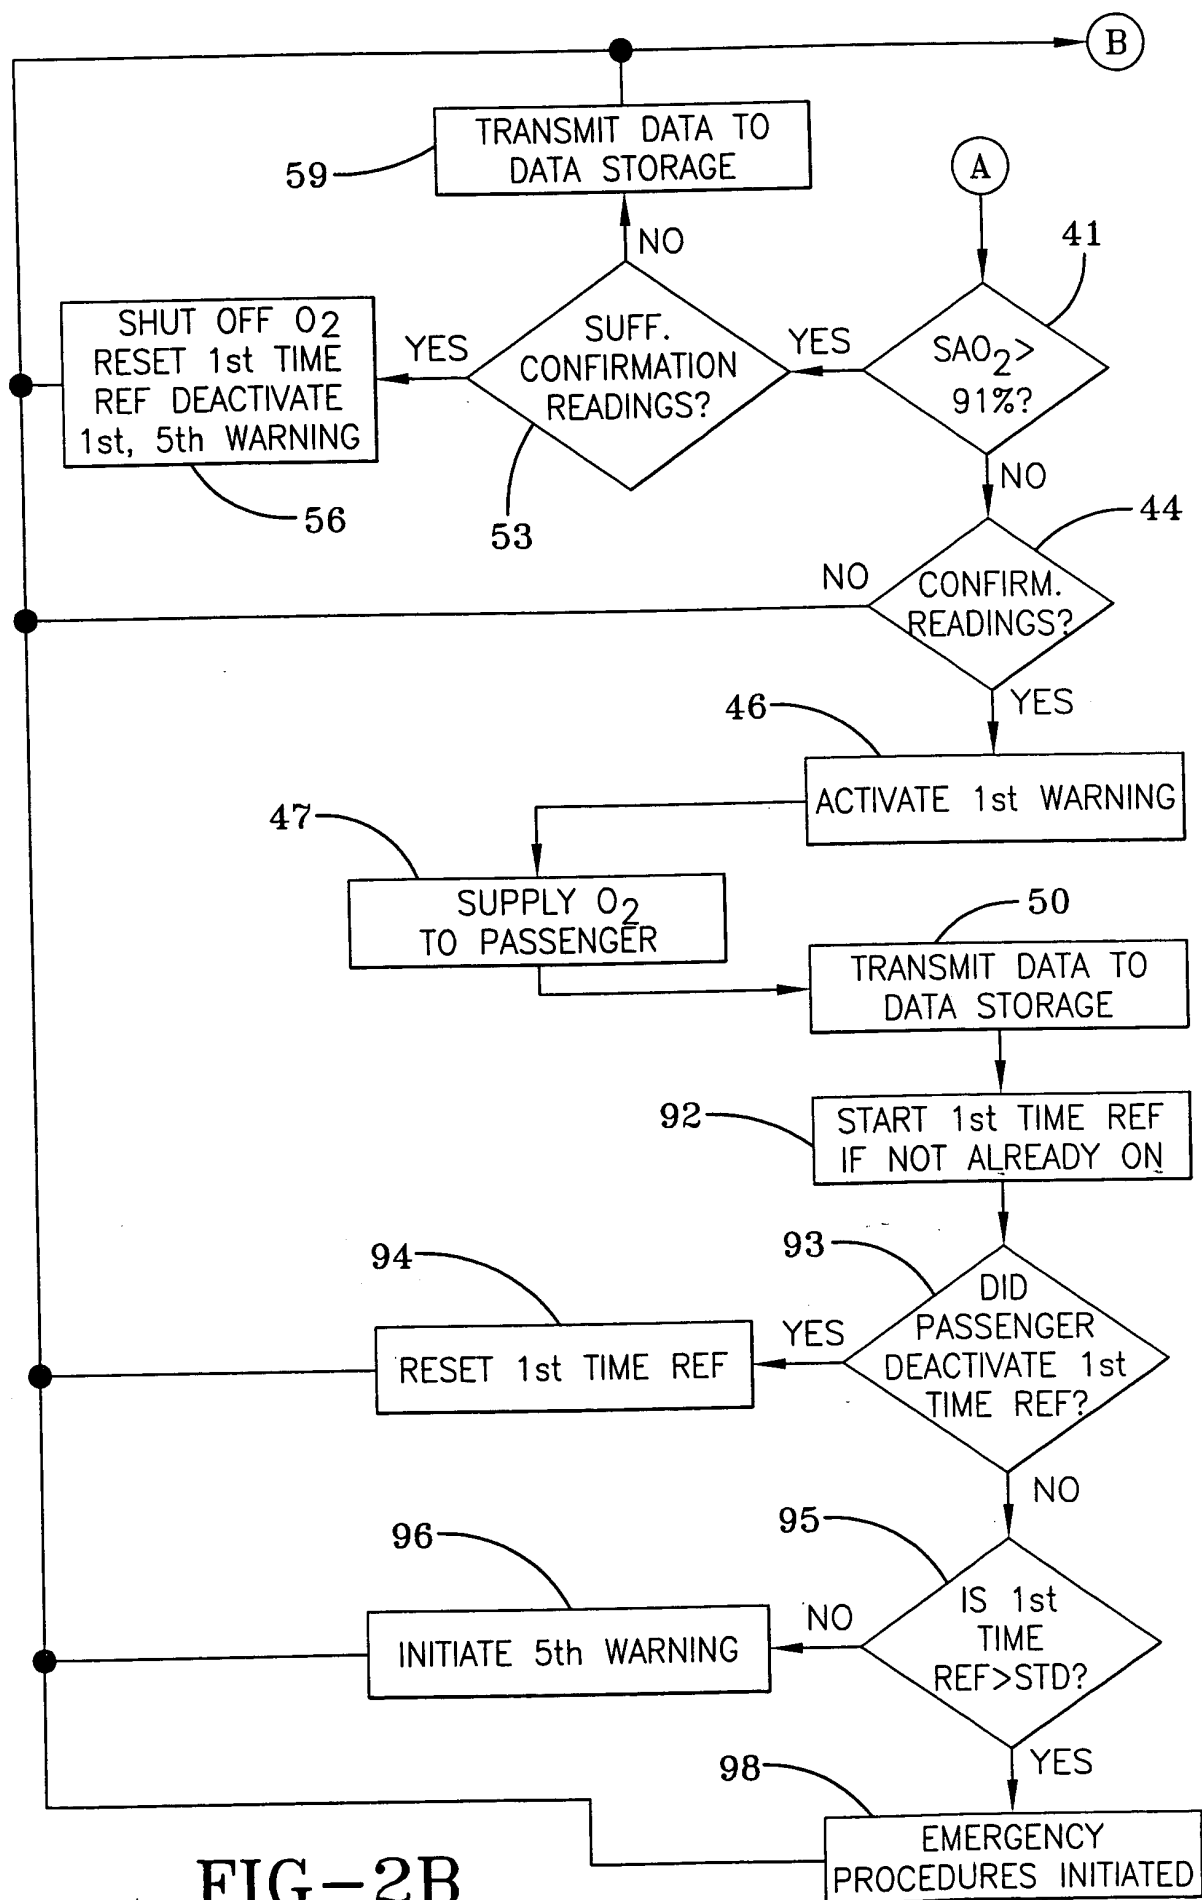 B
TRANSMIT DATA TO
DATA STORAGE
59
A
NO
41
SHUT OFF O2
RESET 1st TIME
REF DEACTIVATE
1st, 5th WARNING
YES
SUFF.
CONFIRMATION
READINGS?
YES
SAO2>
91%?
56
53
NO
44
NO
CONFIRM.
READINGS?
YES
46
ACTIVATE 1st WARNING
47
SUPPLY O2
TO PASSENGER
50
TRANSMIT DATA TO
DATA STORAGE
92
START 1st TIME REF
IF NOT ALREADY ON
93
94
DID
PASSENGER
DEACTIVATE 1st
TIME REF?
YES
RESET 1st TIME REF
NO
95
96
IS 1st
TIME
REF>STD?
NO
INITIATE 5th WARNING
YES
98
EMERGENCY
PROCEDURES INITIATED
FIG-2B